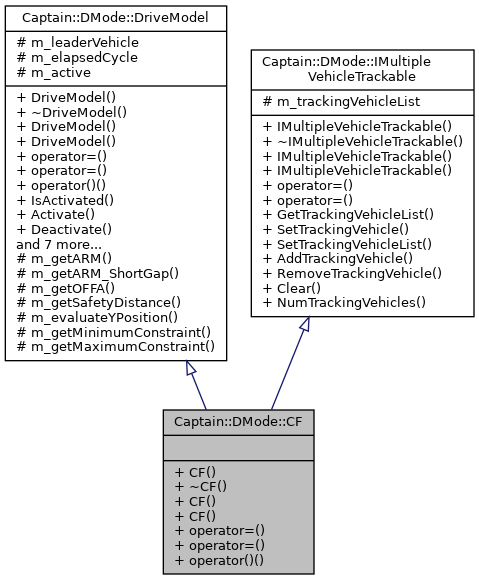 Captain::DMode::DriveModel
# m_leaderVehicle
# m_elapsedCycle
# m_active
+ DriveModel()
+ ~DriveModel()
+ DriveModel()
+ DriveModel()
+ operator=()
+ operator=()
+ operator()()
+ IsActivated()
+ Activate()
+ Deactivate()
and 7 more...
# m_getARM()
# m_getARM_ShortGap()
# m_getOFFA()
# m_getSafetyDistance()
# m_evaluateYPosition()
# m_getMinimumConstraint()
# m_getMaximumConstraint()
Captain::DMode::IMultiple
VehicleTrackable
# m_trackingVehicleList
+ IMultipleVehicleTrackable()
+ ~IMultipleVehicleTrackable()
+ IMultipleVehicleTrackable()
+ IMultipleVehicleTrackable()
+ operator=()
+ operator=()
+ GetTrackingVehicleList()
+ SetTrackingVehicle()
+ SetTrackingVehicleList()
+ AddTrackingVehicle()
+ RemoveTrackingVehicle()
+ Clear()
+ NumTrackingVehicles()
Captain::DMode::CF
+ CF()
+ ~CF()
+ CF()
+ CF()
+ operator=()
+ operator=()
+ operator()()